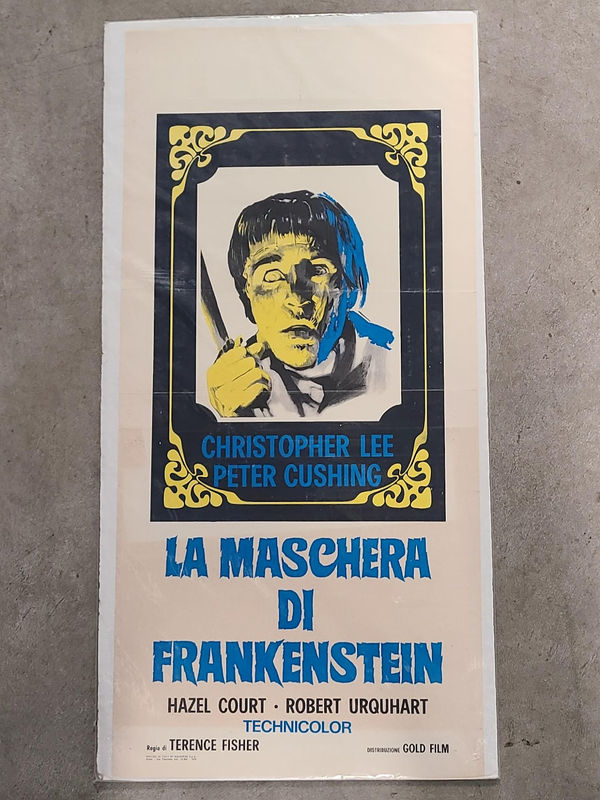 CHRISTOPHER LEE
PETER CUSHING
LA MASCHERA
DI
FRANKENSTEIN
HAZEL COURT · ROBERT URQUHART
TECHNICOLOR
Regia di TERENCE FISHER
DISTRIBUZIONE GOLD FILM